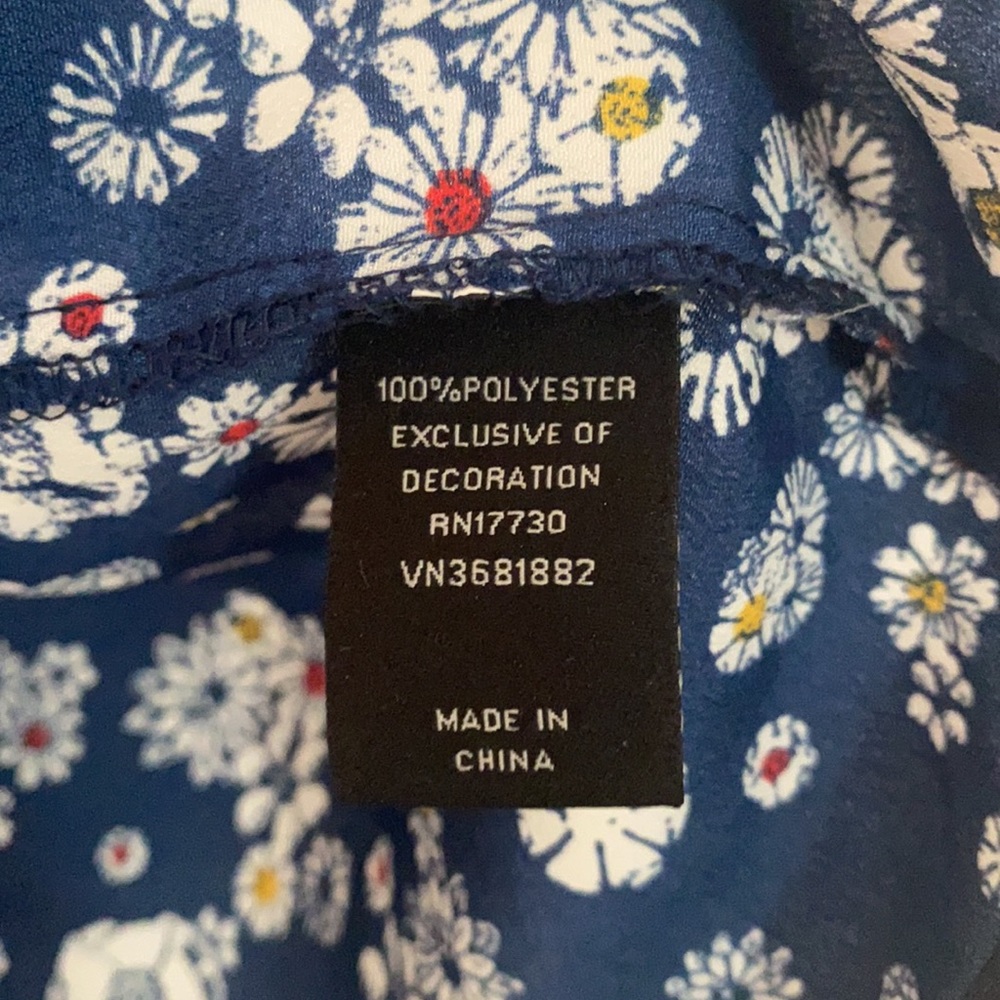 100%POLYESTER
EXCLUSIVE OF
DECORATION
RN17730
VN3681882
MADE IN
CHINA